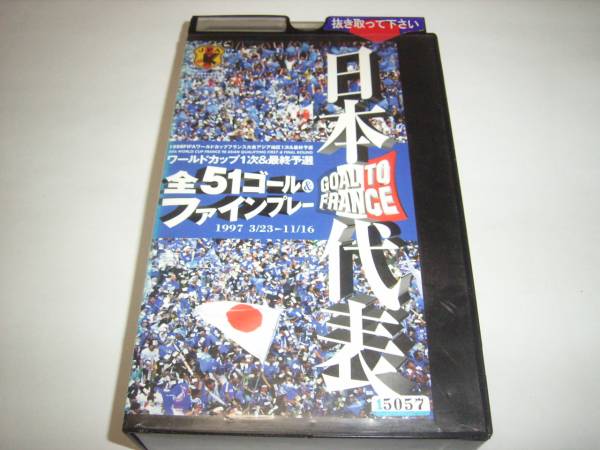 抜き取って下さい
日本代表
GOAL TO
FRANCE
1998FIFAワールドカップフランス大会アジア地区1次&最終予選
ワールドカップ1次&最終予選
全51ゴール&
ファインプレー
1997 3/23-11/16
15057